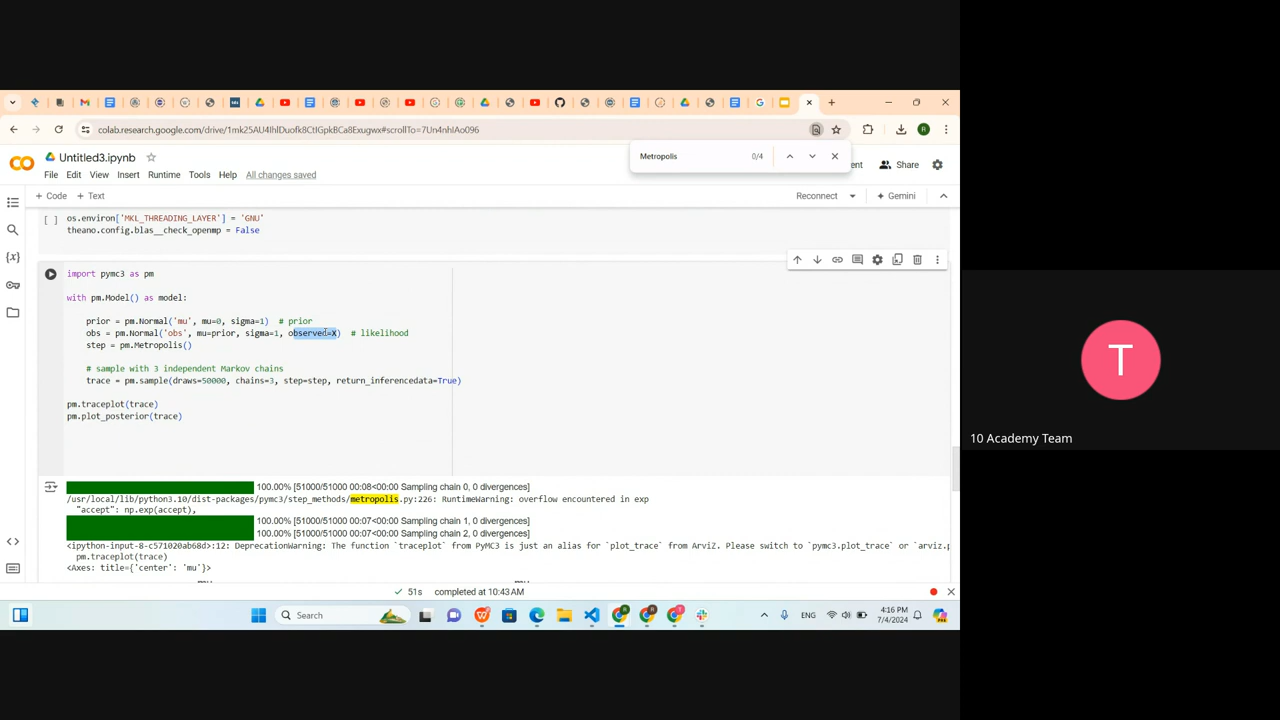 colab.research.google.com/drive/1mk25AU4IhlDuofk8CtIGpkBCa8Exugwx#scrollTo=7Un4nhIAo096
Metropolis 0/4
Untitled3.ipynb
ent
Share
File Edit View Insert Runtime Tools Help All changes saved
+ Code + Text
Reconnect
Gemini
[ ]
os.environ['MKL_THREADING_LAYER'] = 'GNU'
theano.config.blas__check_openmp = False
import pymc3 as pm
with pm.Model() as model:
prior = pm.Normal('mu', mu=0, sigma=1) # prior
obs = pm.Normal('obs', mu=prior, sigma=1, observed=X) # likelihood
step = pm.Metropolis()
# sample with 3 independent Markov chains
trace = pm.sample(draws=50000, chains=3, step=step, return_inferencedata=True)
pm.traceplot(trace)
pm.plot_posterior(trace)
100.00% [51000/51000 00:08<00:00 Sampling chain 0, 0 divergences]
/usr/local/lib/python3.10/dist-packages/pymc3/step_methods/metropolis.py:226: RuntimeWarning: overflow encountered in exp
"accept": np.exp(accept),
100.00% [51000/51000 00:07<00:00 Sampling chain 1, 0 divergences]
100.00% [51000/51000 00:07<00:00 Sampling chain 2, 0 divergences]
<ipython-input-8-c571020ab68d>:12: DeprecationWarning: The function `traceplot` from PyMC3 is just an alias for `plot_trace` from ArviZ. Please switch to `pymc3.plot_trace` or `arviz.p
pm.traceplot(trace)
<Axes: title={'center': 'mu'}>
51s completed at 10:43 AM
Search
ENG
4:16 PM
7/4/2024
T
10 Academy Team